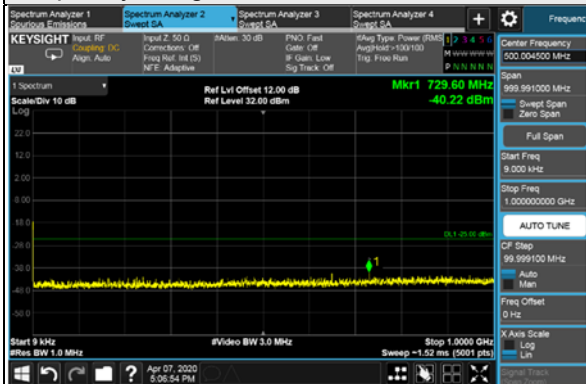 Spectrum Analyzer 1
Spurious Emissions
Spectrum Analyzer 2
Swept SA
Spectrum Analyzer 3
Swept SA
Spectrum Analyzer 4
Swept SA
+
Frequency
KEYSIGHT
Input: RF
Coupling: DC
Align: Auto
Input Z: 50 Ω
Corrections: Off
Freq Ref: Int (S)
NFE: Adaptive
#Atten: 30 dB
PNO: Fast
Gate: Off
IF Gain: Low
Sig Track: Off
#Avg Type: Power (RMS
Avg|Hold:>100/100
Trig: Free Run
1 2 3 4 5 6
M W W W W W
P N N N N N
LXI
1 Spectrum
Scale/Div 10 dB
Log
Ref Lvl Offset 12.00 dB
Ref Level 32.00 dBm
Mkr1 729.60 MHz
-40.22 dBm
22.0
12.0
2.00
-8.00
-18.0
DL1 -25.00 dBm
-28.0
1
-38.0
-48.0
-58.0
Start 9 kHz
#Res BW 1.0 MHz
#Video BW 3.0 MHz
Stop 1.0000 GHz
Sweep ~1.52 ms (5001 pts)
?
Apr 07, 2020
5:06:54 PM
Center Frequency
500.004500 MHz
Span
999.991000 MHz
Swept Span
Zero Span
Full Span
Start Freq
9.000 kHz
Stop Freq
1.000000000 GHz
AUTO TUNE
CF Step
99.999100 MHz
Auto
Man
Freq Offset
0 Hz
X Axis Scale
Log
Lin
Signal Track